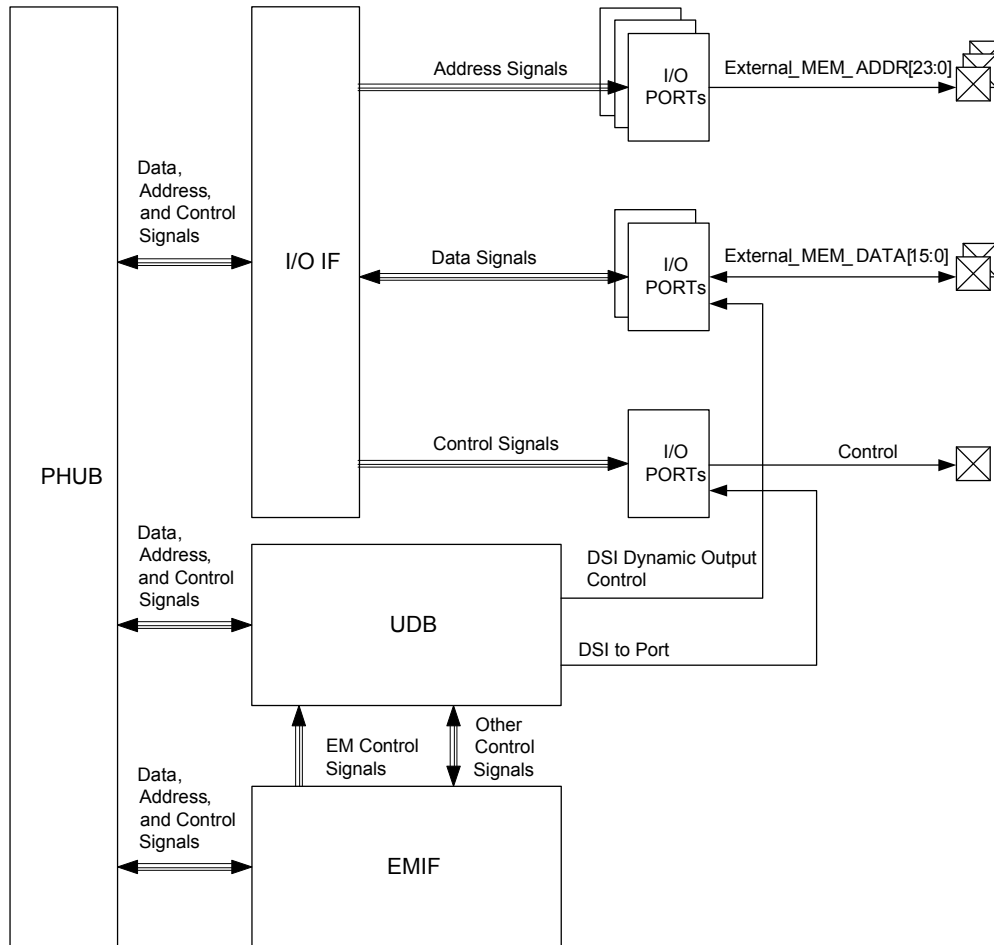 Address Signals
I/O
PORTs
External_MEM_ADDR[23:0]
Data,
Address,
and Control
Signals
I/O IF
Data Signals
I/O
PORTs
External_MEM_DATA[15:0]
Control Signals
I/O
PORTs
Control
PHUB
Data,
Address,
and Control
Signals
UDB
DSI Dynamic Output
Control
DSI to Port
EM Control
Signals
Other
Control
Signals
Data,
Address,
and Control
Signals
EMIF